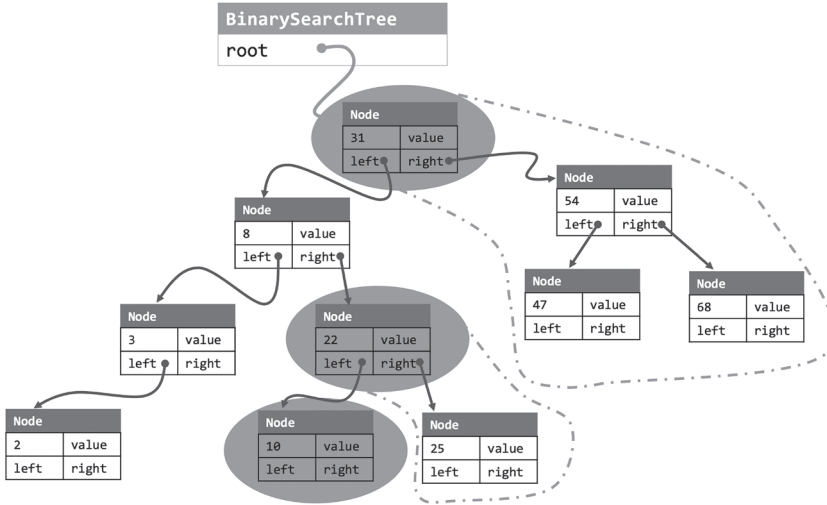 BinarySearchTree
root
Node
31 value
left right
Node
54 value
left right
Node
8 value
left right
Node
47 value
left right
Node
68 value
left right
Node
3 value
left right
Node
22 value
left right
Node
2 value
left right
Node
10 value
left right
Node
25 value
left right